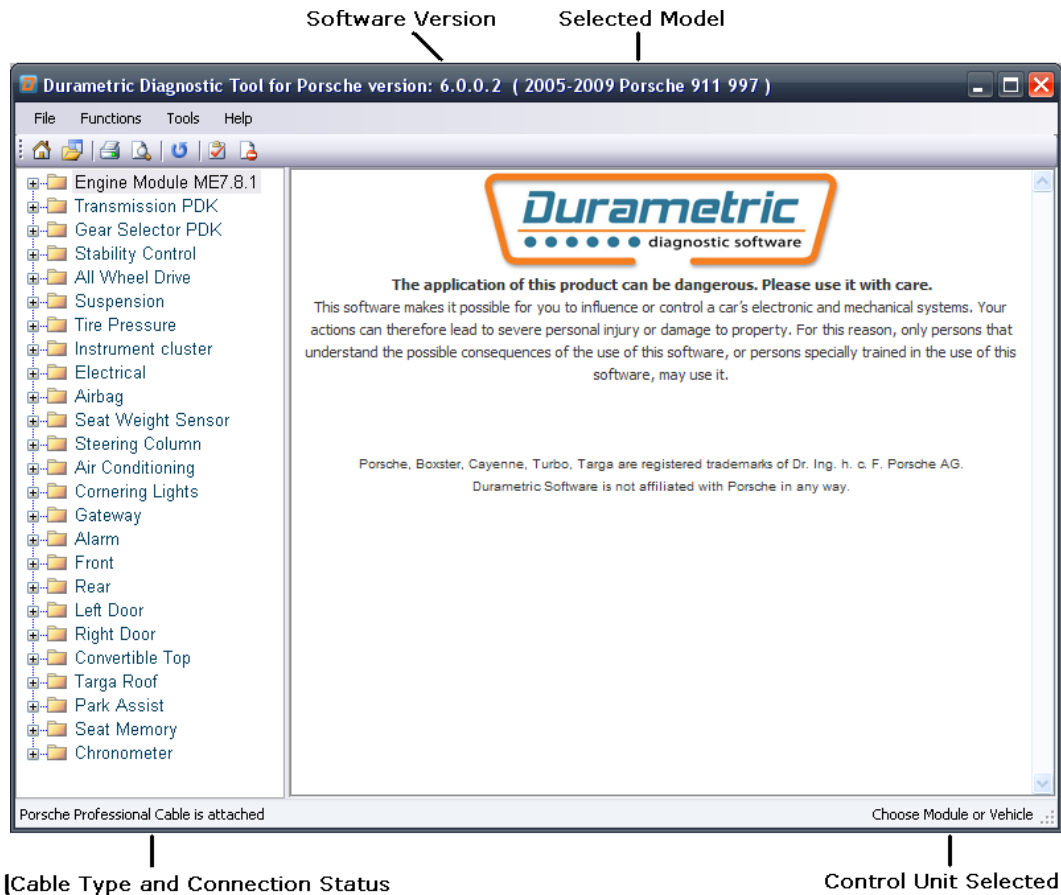 Software Version
Selected Model
Durametric Diagnostic Tool for Porsche version: 6.0.0.2 ( 2005-2009 Porsche 911 997 )
File Functions Tools Help
Engine Module ME7.8.1
Transmission PDK
Gear Selector PDK
Stability Control
All Wheel Drive
Suspension
Tire Pressure
Instrument cluster
Electrical
Airbag
Seat Weight Sensor
Steering Column
Air Conditioning
Cornering Lights
Gateway
Alarm
Front
Rear
Left Door
Right Door
Convertible Top
Targa Roof
Park Assist
Seat Memory
Chronometer
Durametric
diagnostic software
The application of this product can be dangerous. Please use it with care.
This software makes it possible for you to influence or control a car's electronic and mechanical systems. Your
actions can therefore lead to severe personal injury or damage to property. For this reason, only persons that
understand the possible consequences of the use of this software, or persons specially trained in the use of this
software, may use it.
Porsche, Boxster, Cayenne, Turbo, Targa are registered trademarks of Dr. Ing. h. c. F. Porsche AG.
Durametric Software is not affiliated with Porsche in any way.
Porsche Professional Cable is attached
Choose Module or Vehicle
Cable Type and Connection Status
Control Unit Selected